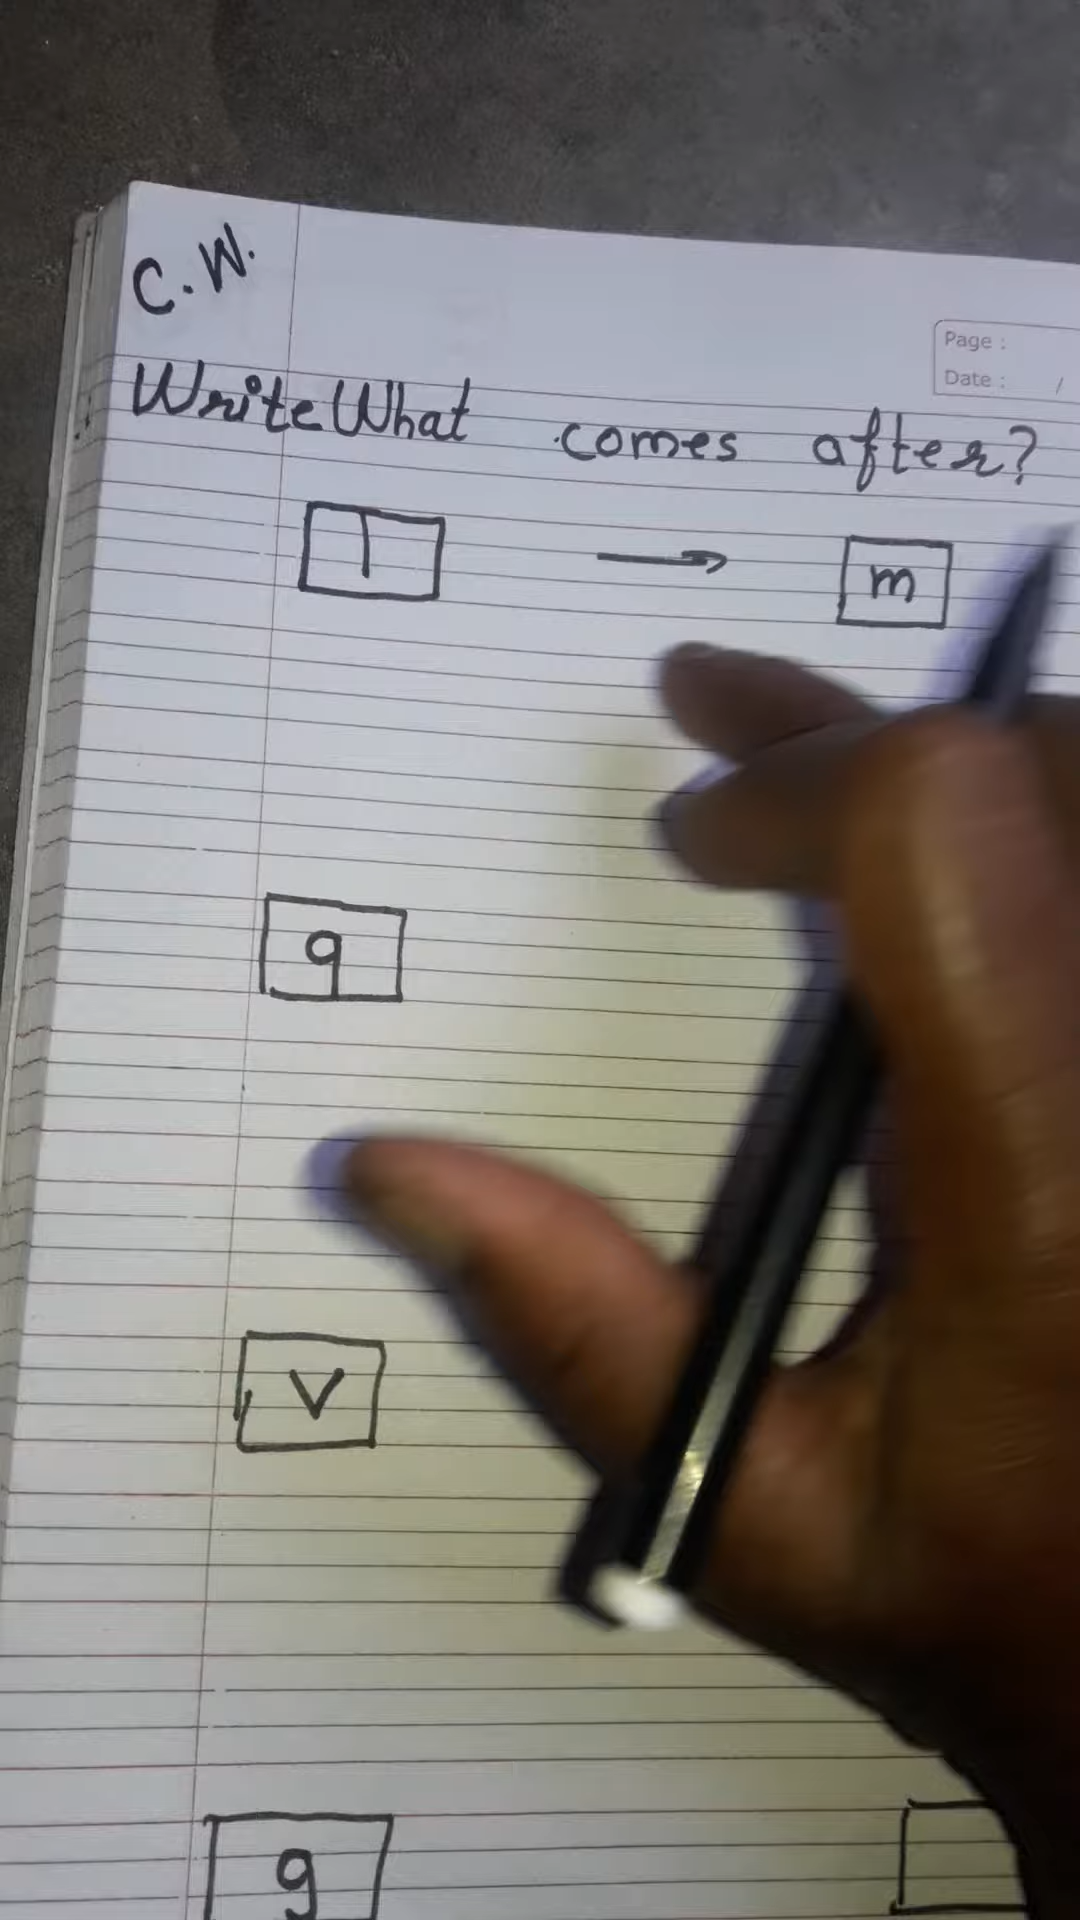 C.W.
Page :
Date : /
Write What comes after?
l → m
q
v
g